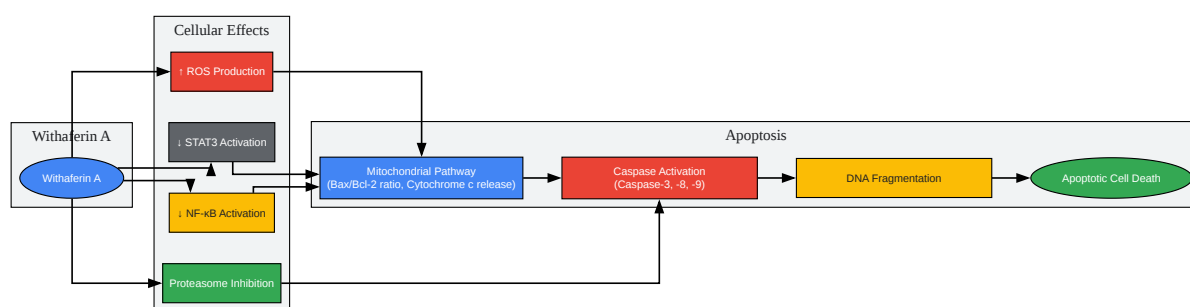 Cellular Effects
↑ ROS Production
Withaferin A
↓ STAT3 Activation
Apoptosis
Withaferin A
Mitochondrial Pathway
(Bax/Bcl-2 ratio, Cytochrome c release)
Caspase Activation
(Caspase-3, -8, -9)
DNA Fragmentation
Apoptotic Cell Death
↓ NF-κB Activation
Proteasome Inhibition